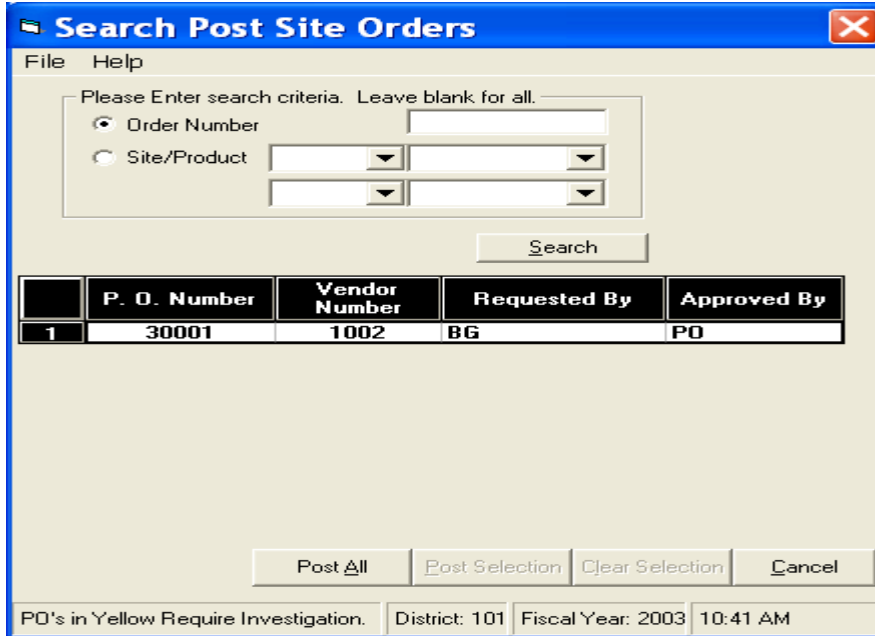 Search Post Site Orders
File Help
Please Enter search criteria. Leave blank for all.
Order Number
Site/Product
Search
P. O. Number Vendor Number Requested By Approved By
1 30001 1002 BG PO
Post All Post Selection Clear Selection Cancel
PO's in Yellow Require Investigation. District: 101 Fiscal Year: 2003 10:41 AM